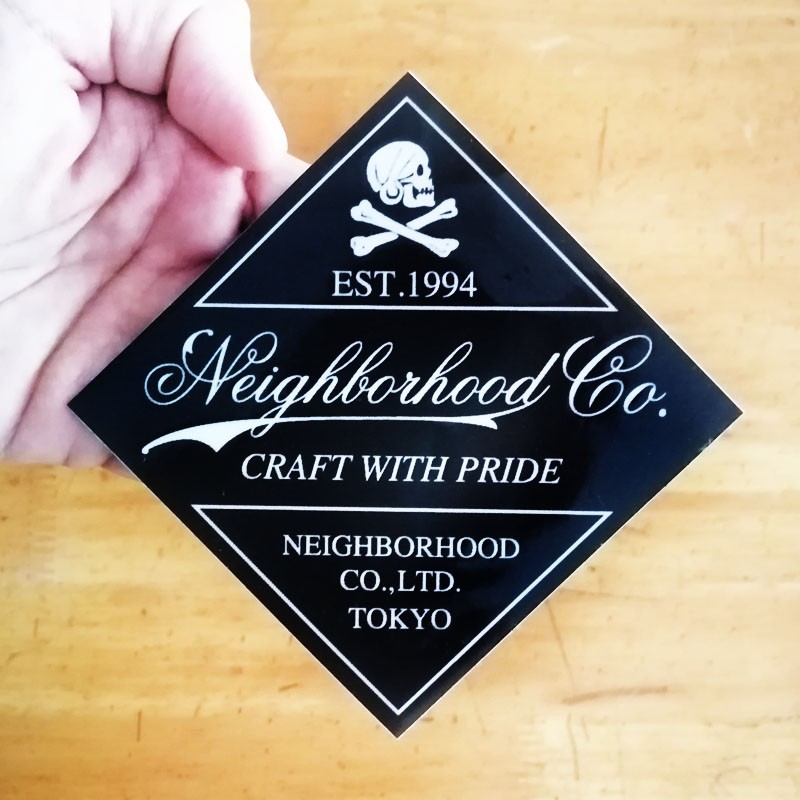 EST.1994
Neighborhood Co.
CRAFT WITH PRIDE
NEIGHBORHOOD
CO.,LTD.
TOKYO